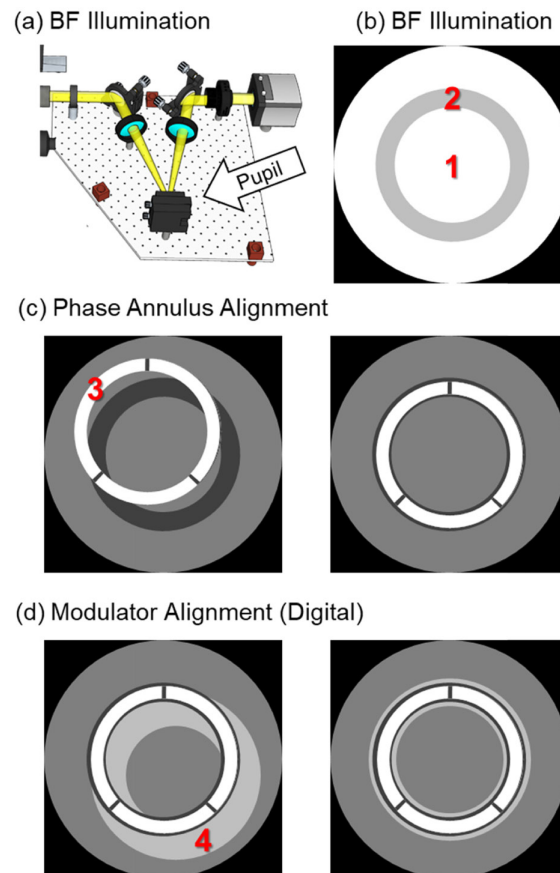 (a) BF Illumination
(b) BF Illumination
Pupil
2
1
(c) Phase Annulus Alignment
3
(d) Modulator Alignment (Digital)
4